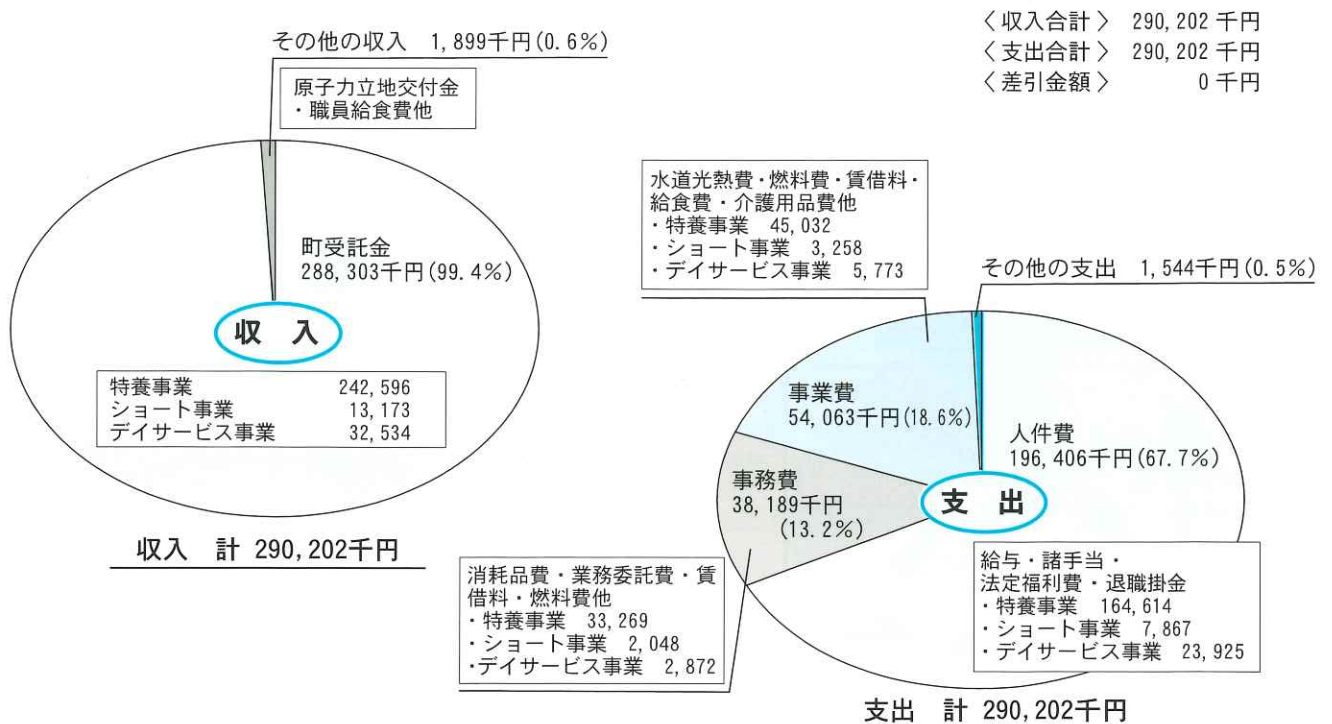 〈収入合計〉 290,202千円
〈支出合計〉 290,202千円
〈差引金額〉 0千円
その他の収入 1,899千円(0.6%)
原子力立地交付金
・職員給食費他
町受託金
288,303千円(99.4%)
収 入
特養事業 242,596
ショート事業 13,173
デイサービス事業 32,534
収入 計 290,202千円
水道光熱費・燃料費・賃借料・
給食費・介護用品費他
・特養事業 45,032
・ショート事業 3,258
・デイサービス事業 5,773
その他の支出 1,544千円(0.5%)
事業費
54,063千円(18.6%)
人件費
196,406千円(67.7%)
事務費
38,189千円
(13.2%)
支 出
消耗品費・業務委託費・賃
借料・燃料費他
・特養事業 33,269
・ショート事業 2,048
・デイサービス事業 2,872
給与・諸手当・
法定福利費・退職掛金
・特養事業 164,614
・ショート事業 7,867
・デイサービス事業 23,925
支出 計 290,202千円